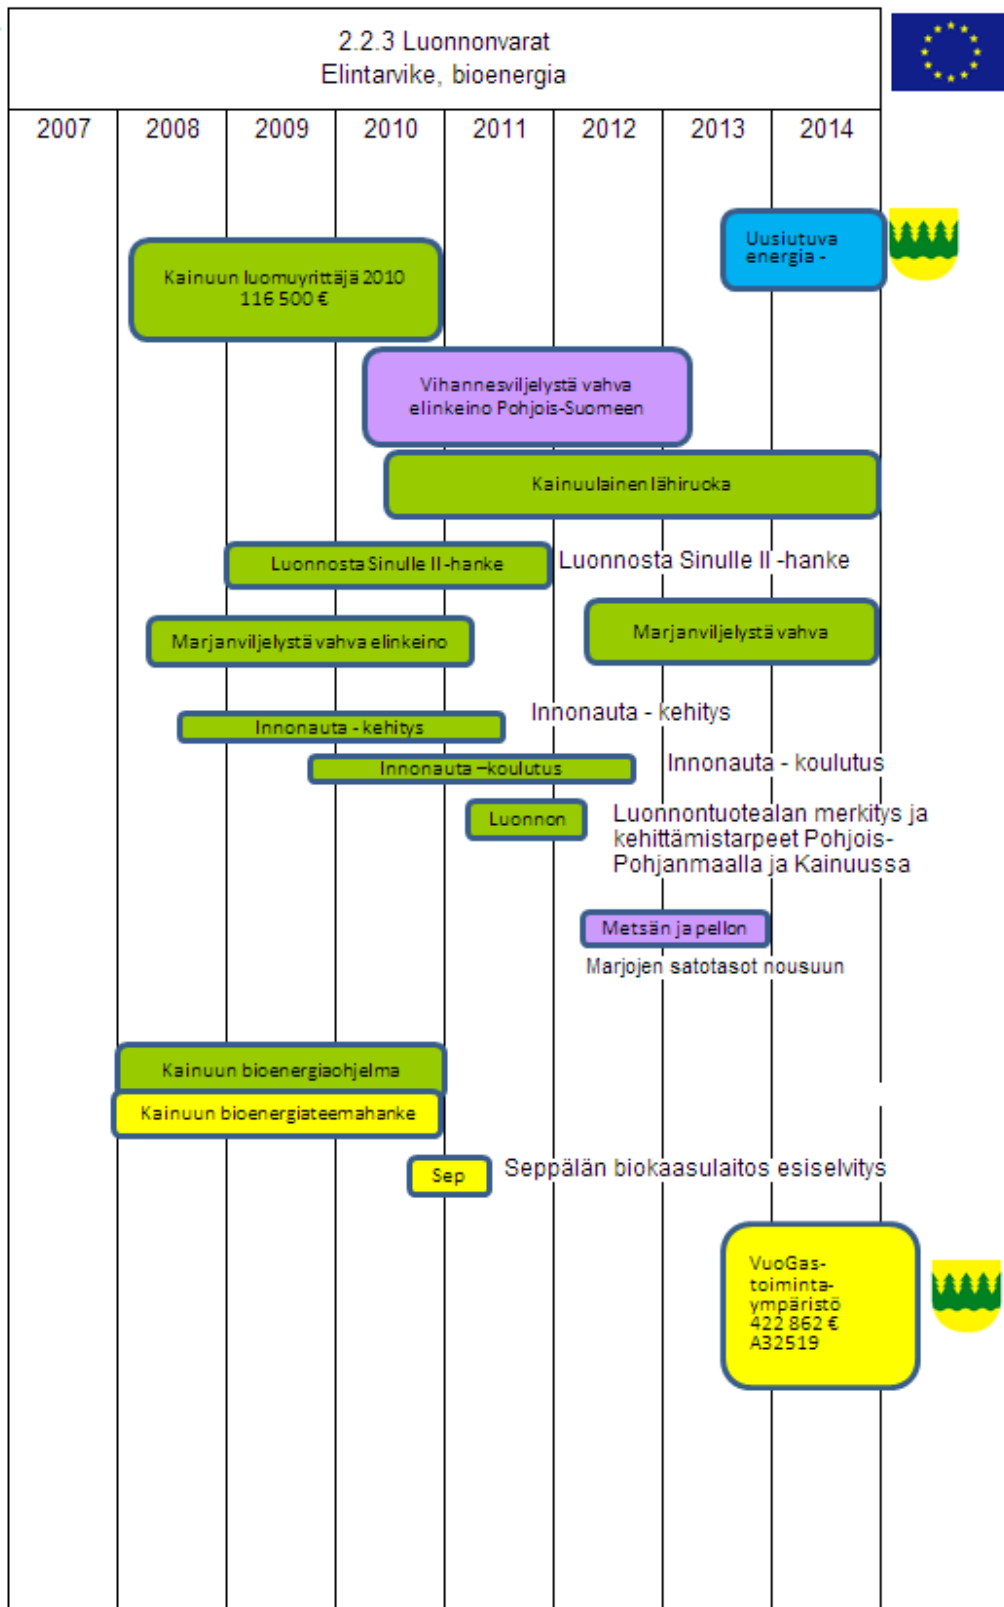 2.2.3 Luonnonvarat
Elintarvike, bioenergia
2007 2008 2009 2010 2011 2012 2013 2014
Uusiutuva
energia -
Kainuun luomuyrittäjä 2010
116 500 €
Vihannesviljelystä vahva
elinkeino Pohjois-Suomeen
Kainuulainen lähiruoka
Luonnosta Sinulle II -hanke
Luonnosta Sinulle II -hanke
Marjanviljelystä vahva elinkeino
Marjanviljelystä vahva
Innonauta - kehitys
Innonauta - kehitys
Innonauta –koulutus
Innonauta - koulutus
Luonnon
Luonnontuotealan merkitys ja
kehittämistarpeet Pohjois-
Pohjanmaalla ja Kainuussa
Metsän ja pellon
Marjojen satotasot nousuun
Kainuun bioenergiaohjelma
Kainuun bioenergiateemahanke
Sep
Seppälän biokaasulaitos esiselvitys
VuoGas-
toiminta-
ympäristö
422 862 €
A32519